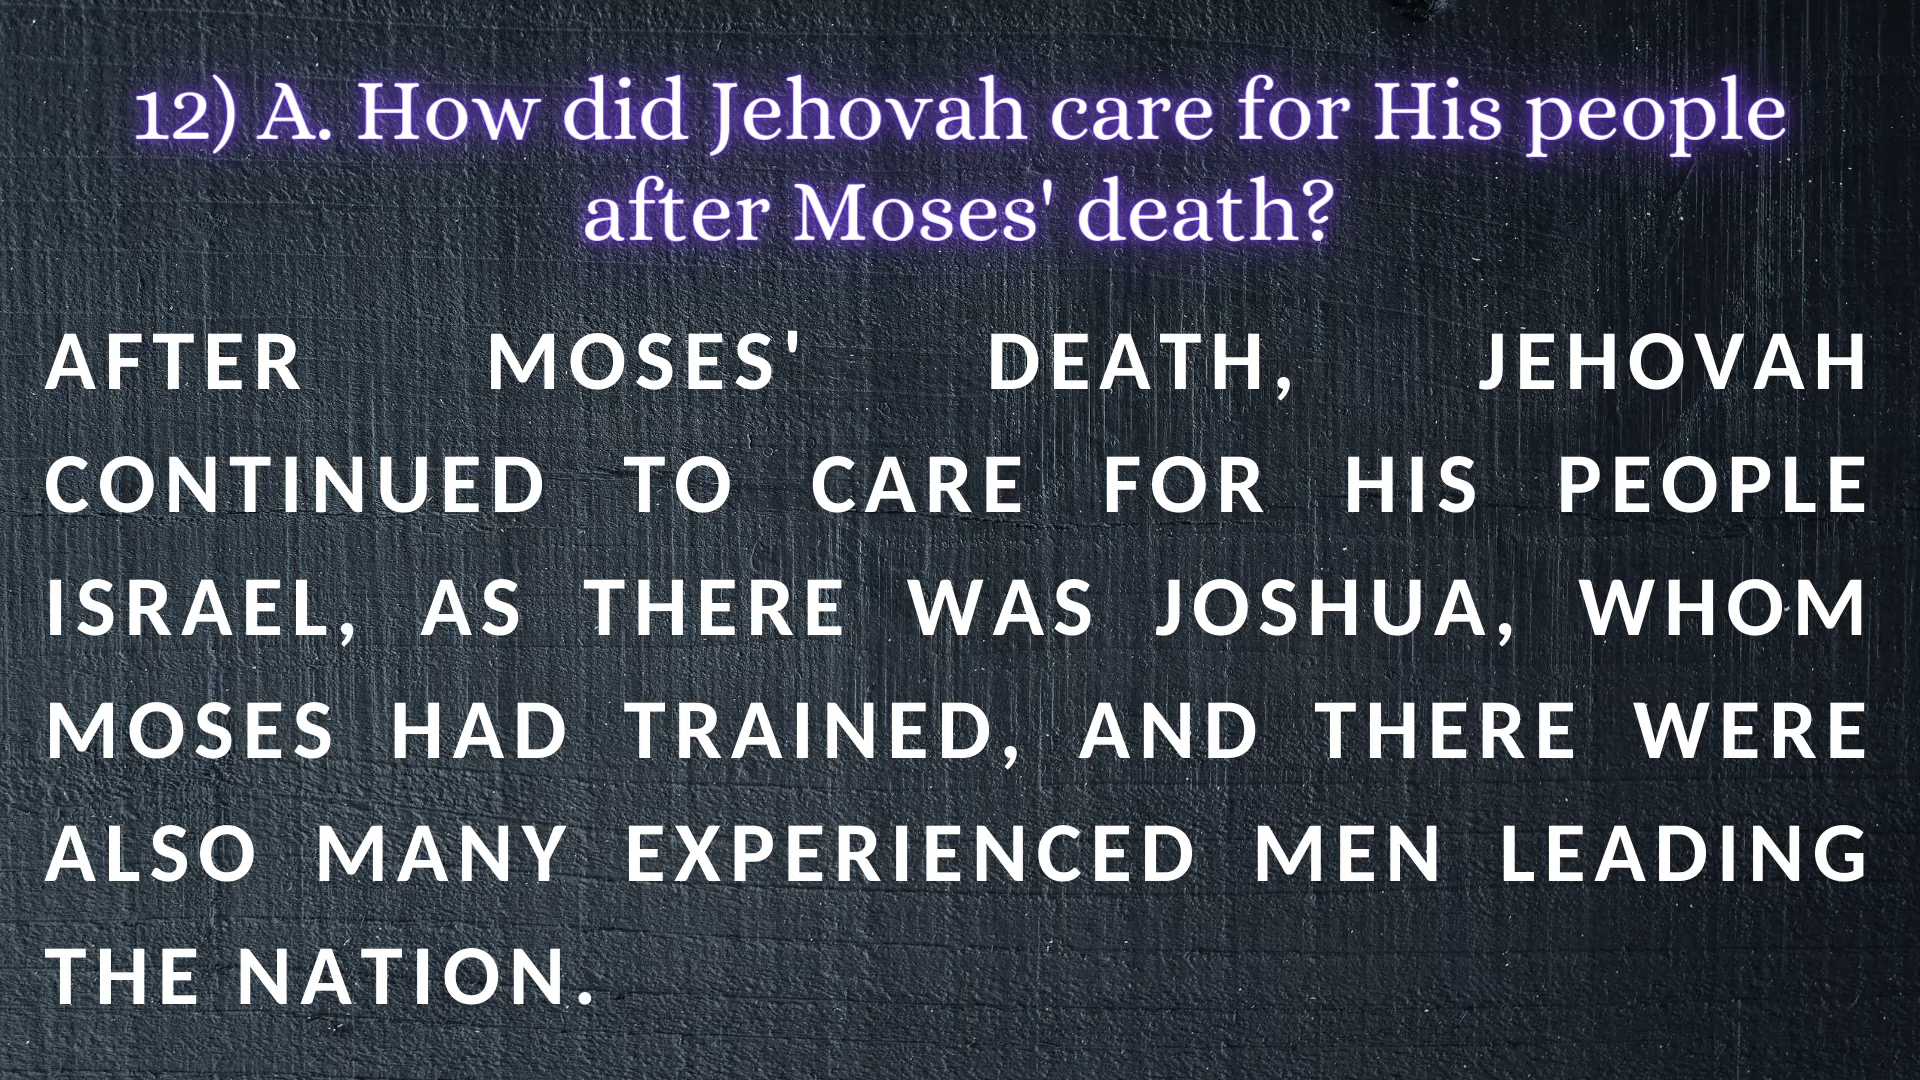 12) A. How did Jehovah care for His people
after Moses' death?
AFTER MOSES' DEATH, JEHOVAH
CONTINUED TO CARE FOR HIS PEOPLE
ISRAEL, AS THERE WAS JOSHUA, WHOM
MOSES HAD TRAINED, AND THERE WERE
ALSO MANY EXPERIENCED MEN LEADING
THE NATION.